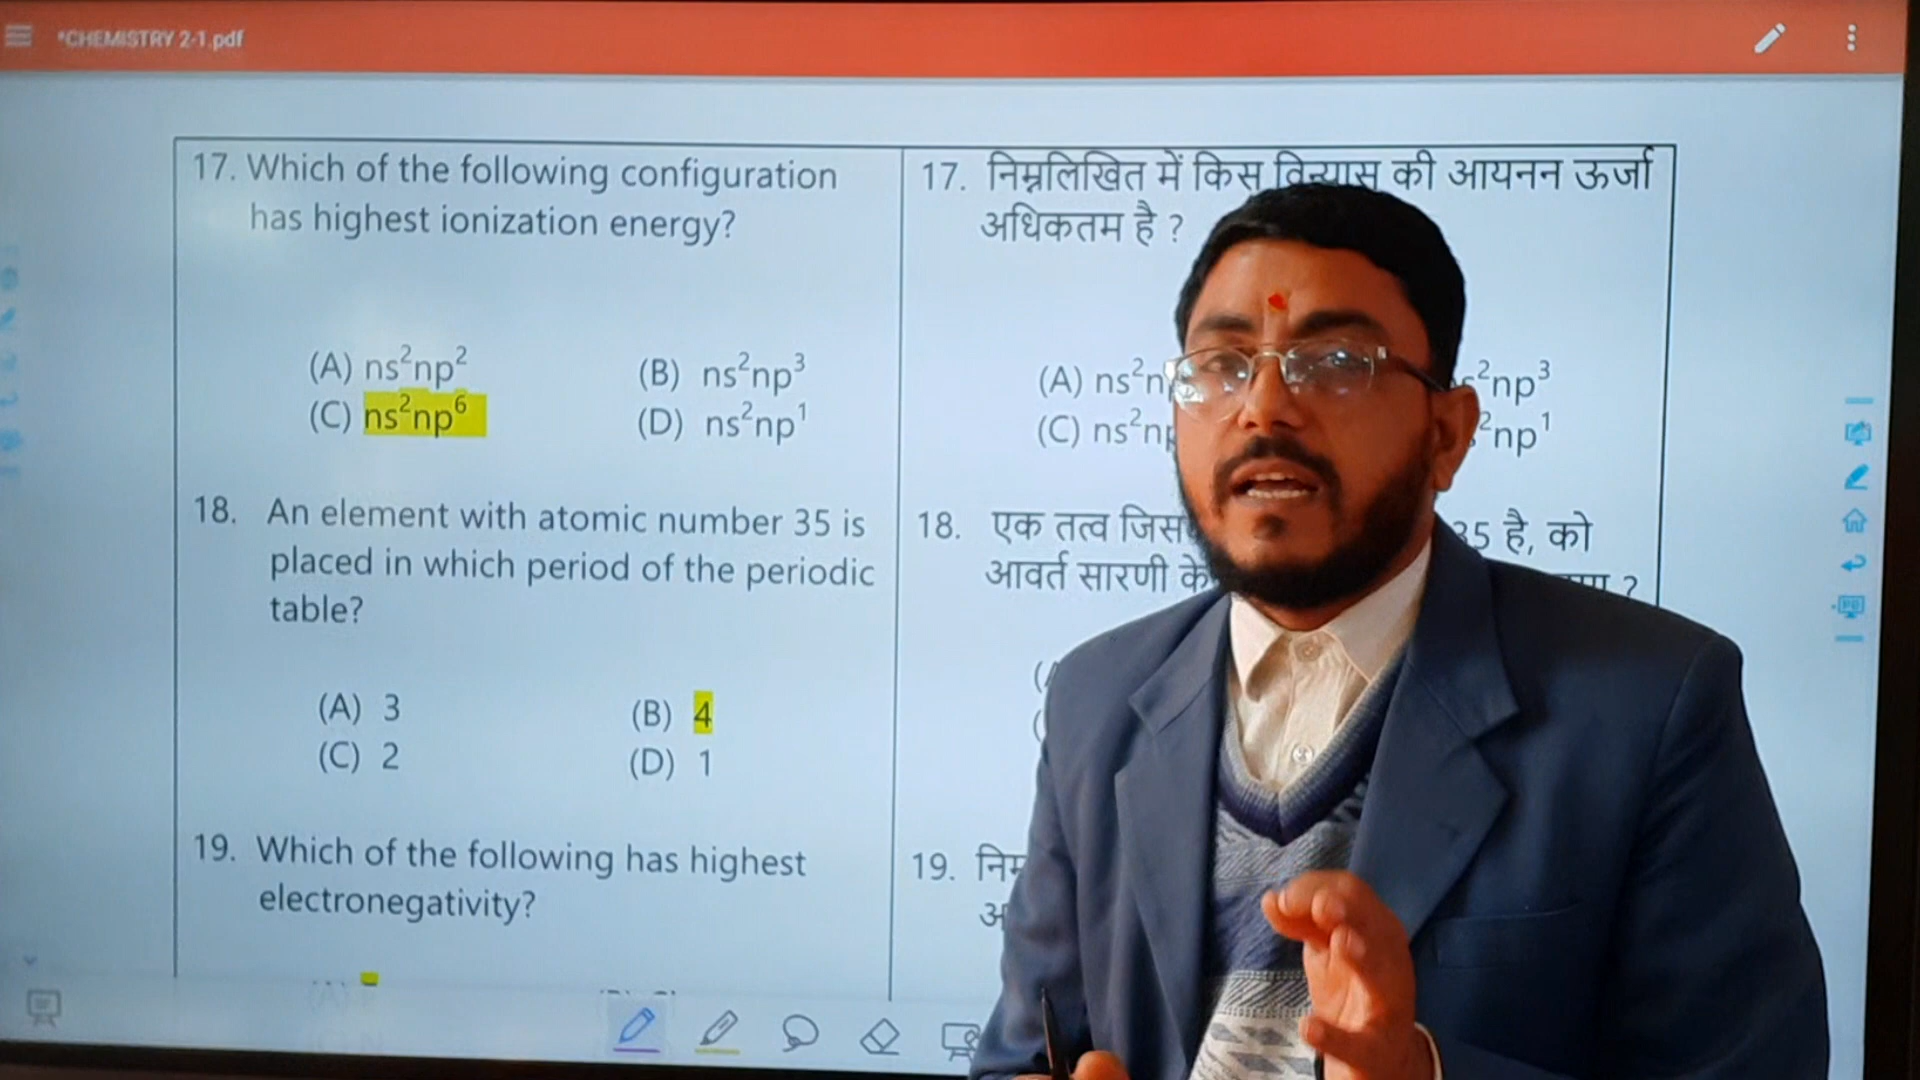 *CHEMISTRY 2-1.pdf
17. Which of the following configuration
has highest ionization energy?
(A) ns²np² (B) ns²np³
(C) ns²np⁶ (D) ns²np¹
18. An element with atomic number 35 is
placed in which period of the periodic
table?
(A) 3 (B) 4
(C) 2 (D) 1
19. Which of the following has highest
electronegativity?
17. निम्नलिखित में किस विन्यास की आयनन ऊर्जा
अधिकतम है ?
(A) ns²n ²np³
(C) ns²np ²np¹
18. एक तत्व 35 है, को
आवर्त सारणी के ?
19.